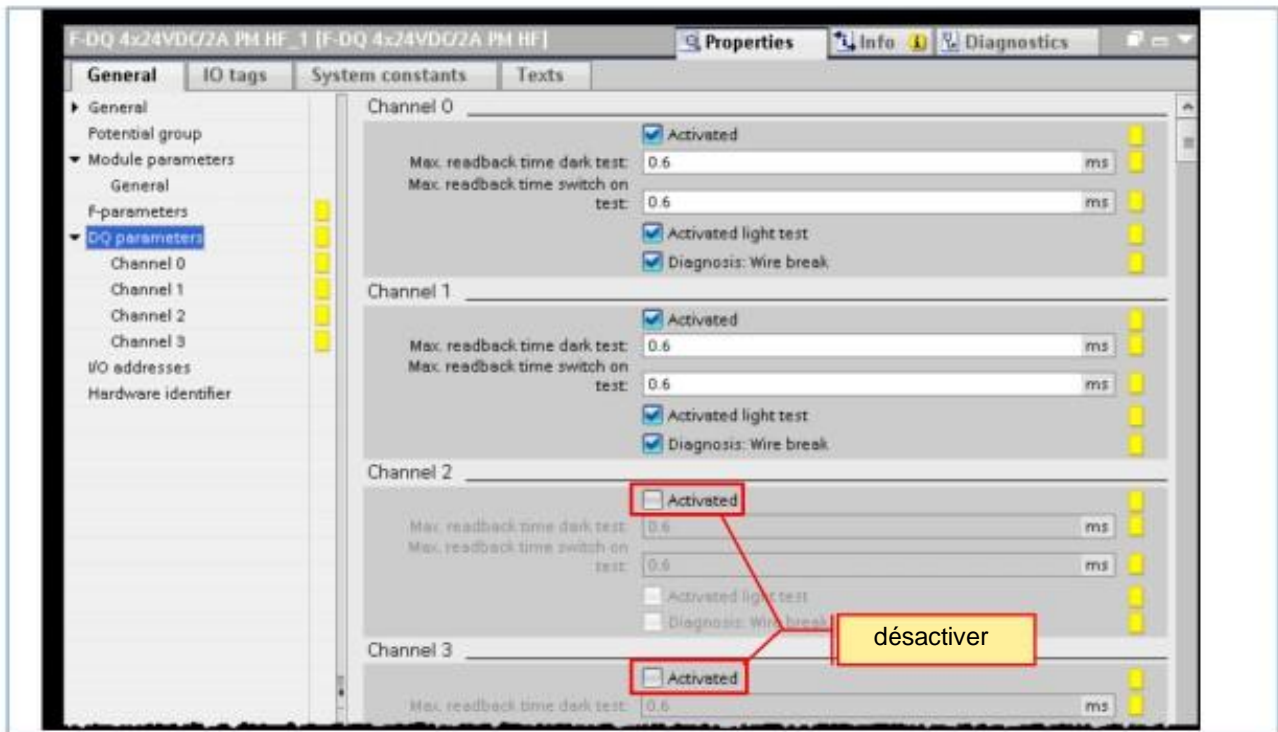 F-DQ 4x24VDC/2A PM HF_1 [F-DQ 4x24VDC/2A PM HF]
Properties
Info
Diagnostics
General
IO tags
System constants
Texts
General
Potential group
Module parameters
General
F-parameters
DQ parameters
Channel 0
Channel 1
Channel 2
Channel 3
I/O addresses
Hardware identifier
Channel 0
Activated
Max. readback time dark test: 0.6 ms
Max. readback time switch on
test: 0.6 ms
Activated light test
Diagnosis: Wire break
Channel 1
Activated
Max. readback time dark test: 0.6 ms
Max. readback time switch on
test: 0.6 ms
Activated light test
Diagnosis: Wire break
Channel 2
Activated
Max. readback time dark test: 0.6 ms
Max. readback time switch on
test: 0.6 ms
Activated light test
Diagnosis: Wire break
désactiver
Channel 3
Activated
Max. readback time dark test: 0.6 ms